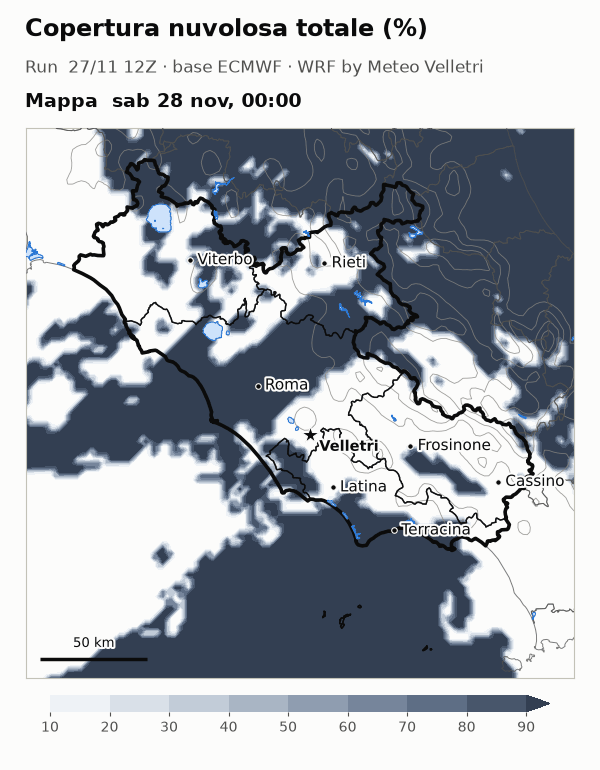 Copertura nuvolosa totale (%)
Run  27/11 12Z · base ECMWF · WRF by Meteo Velletri
Mappa  sab 28 nov, 00:00
Viterbo
Rieti
Roma
Velletri
Frosinone
Latina
Cassino
Terracina
50 km
10 20 30 40 50 60 70 80 90